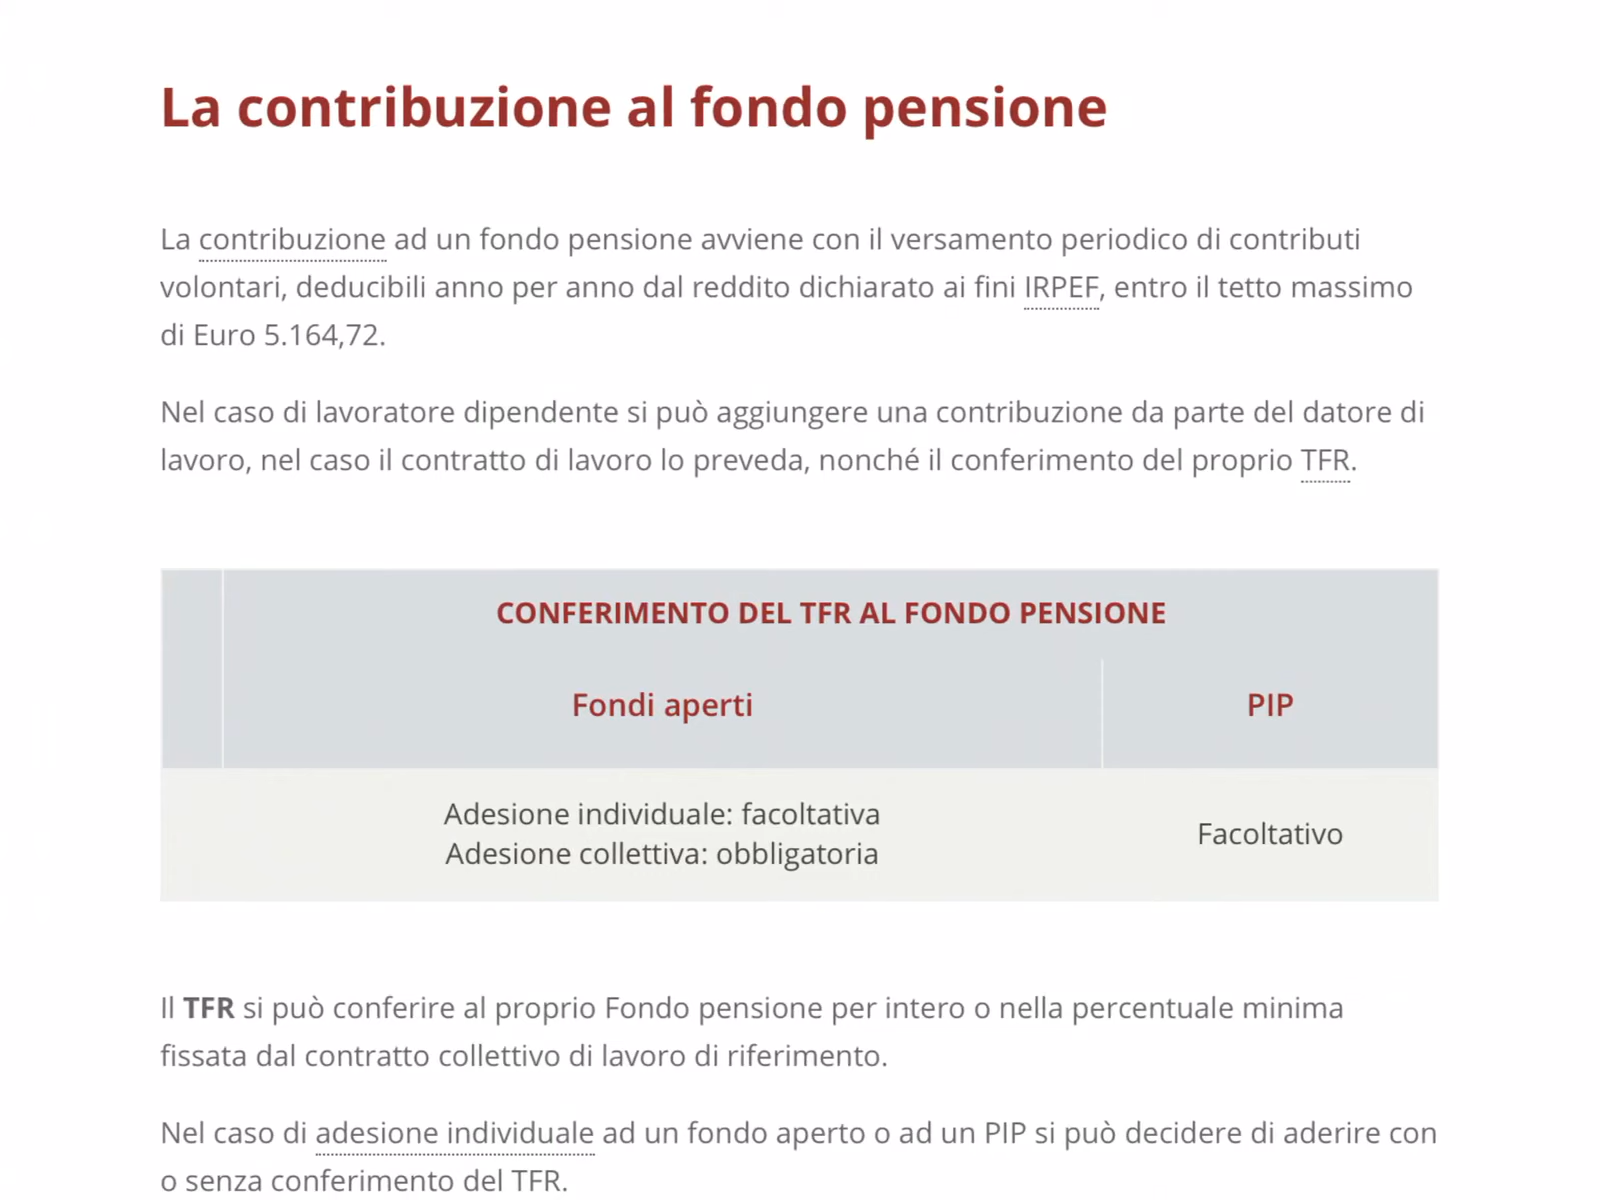 La contribuzione al fondo pensione
La contribuzione ad un fondo pensione avviene con il versamento periodico di contributi
volontari, deducibili anno per anno dal reddito dichiarato ai fini IRPEF, entro il tetto massimo
di Euro 5.164,72.
Nel caso di lavoratore dipendente si può aggiungere una contribuzione da parte del datore di
lavoro, nel caso il contratto di lavoro lo preveda, nonché il conferimento del proprio TFR.
CONFERIMENTO DEL TFR AL FONDO PENSIONE
Fondi aperti PIP
Adesione individuale: facoltativa
Adesione collettiva: obbligatoria
Facoltativo
Il TFR si può conferire al proprio Fondo pensione per intero o nella percentuale minima
fissata dal contratto collettivo di lavoro di riferimento.
Nel caso di adesione individuale ad un fondo aperto o ad un PIP si può decidere di aderire con
o senza conferimento del TFR.